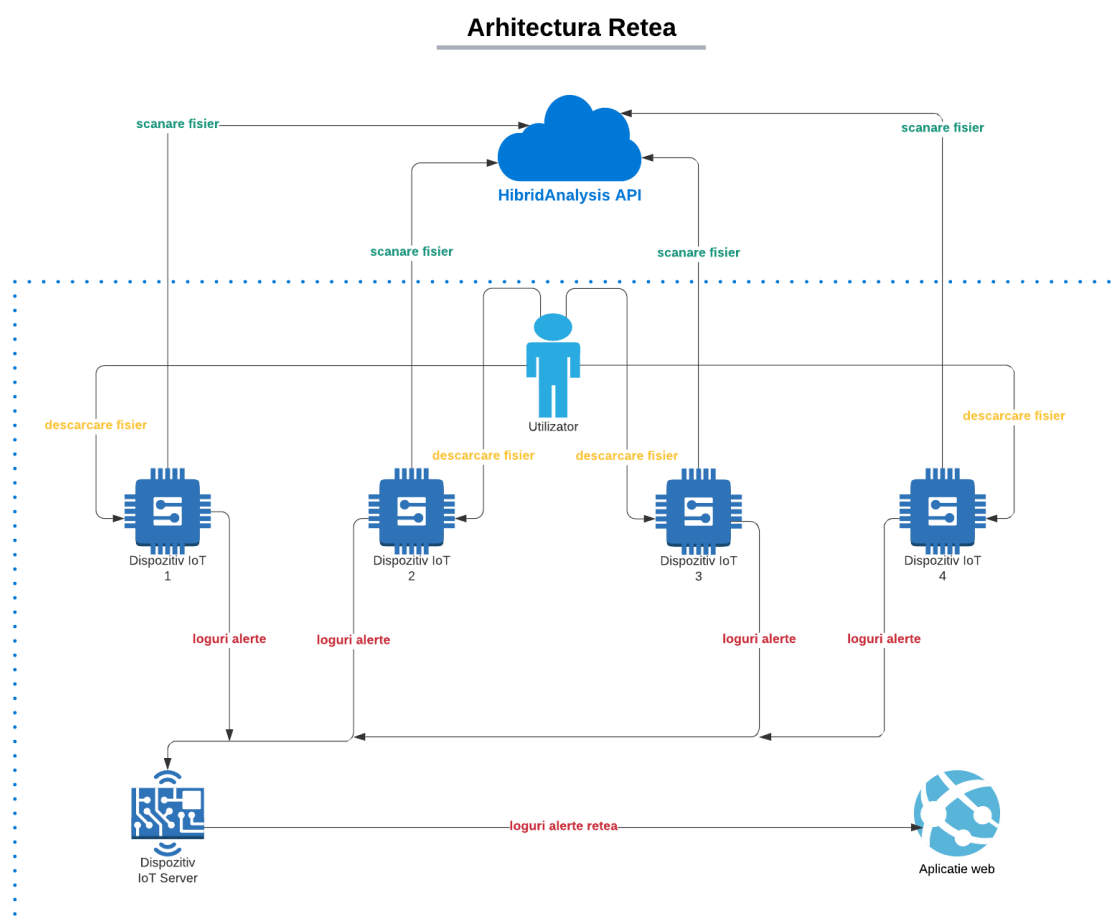 Arhitectura Retea
scanare fisier
scanare fisier
HibridAnalysis API
scanare fisier
scanare fisier
descarcare fisier
Utilizator
descarcare fisier
descarcare fisier
descarcare fisier
Dispozitiv IoT
1
Dispozitiv IoT
2
Dispozitiv IoT
3
Dispozitiv IoT
4
loguri alerte
loguri alerte
loguri alerte
loguri alerte
loguri alerte retea
Dispozitiv
IoT Server
Aplicatie web